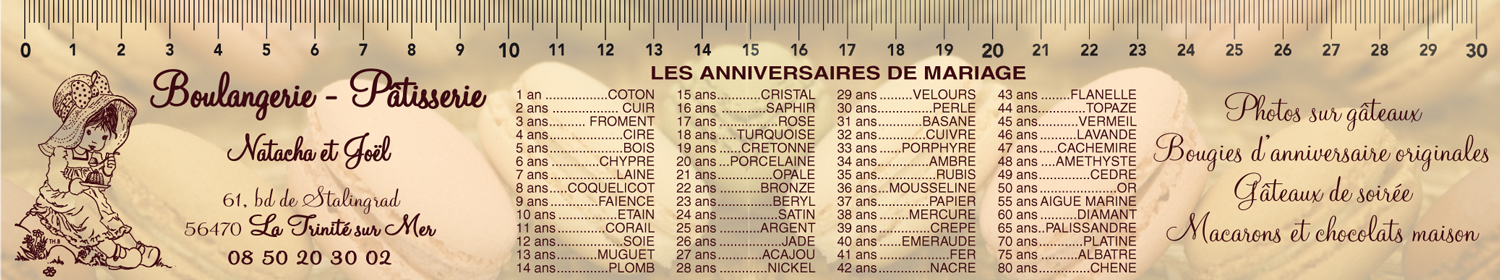 0 1 2 3 4 5 6 7 8 9 10 11 12 13 14 15 16 17 18 19 20 21 22 23 24 25 26 27 28 29 30
Boulangerie - Pâtisserie
Natacha et Joël
61, bd de Stalingrad
56470 La Trinité sur Mer
08 50 20 30 02
TH.B
LES ANNIVERSAIRES DE MARIAGE
1 an ...............COTON
2 ans ............... CUIR
3 ans ........ FROMENT
4 ans ................CIRE
5 ans ................BOIS
6 ans ...........CHYPRE
7 ans ..............LAINE
8 ans.....COQUELICOT
9 ans ..........FAIENCE
10 ans .............ETAIN
11 ans ...........CORAIL
12 ans ..............SOIE
13 ans .........MUGUET
14 ans ...........PLOMB
15 ans..........CRISTAL
16 ans ...........SAPHIR
17 ans ..............ROSE
18 ans ....TURQUOISE
19 ans ....CRETONNE
20 ans ...PORCELAINE
21 ans .............OPALE
22 ans ..........BRONZE
23 ans .............BERYL
24 ans .............SATIN
25 ans ..........ARGENT
26 ans ..............JADE
27 ans ..........ACAJOU
28 ans ..........NICKEL
29 ans ........VELOURS
30 ans.............PERLE
31 ans...........BASANE
32 ans............CUIVRE
33 ans .....PORPHYRE
34 ans ............AMBRE
35 ans.............RUBIS
36 ans...MOUSSELINE
37 ans ...........PAPIER
38 ans ........MERCURE
39 ans............CREPE
40 ans .....EMERAUDE
41 ans .................FER
42 ans.............NACRE
43 ans .......FLANELLE
44 ans ...........TOPAZE
45 ans ..........VERMEIL
46 ans .........LAVANDE
47 ans .....CACHEMIRE
48 ans ....AMETHYSTE
49 ans ............CEDRE
50 ans ...................OR
55 ans AIGUE MARINE
60 ans .........DIAMANT
65 ans..PALISSANDRE
70 ans ..........PLATINE
75 ans .........ALBATRE
80 ans ............CHENE
Photos sur gâteaux
Bougies d'anniversaire originales
Gâteaux de soirée
Macarons et chocolats maison